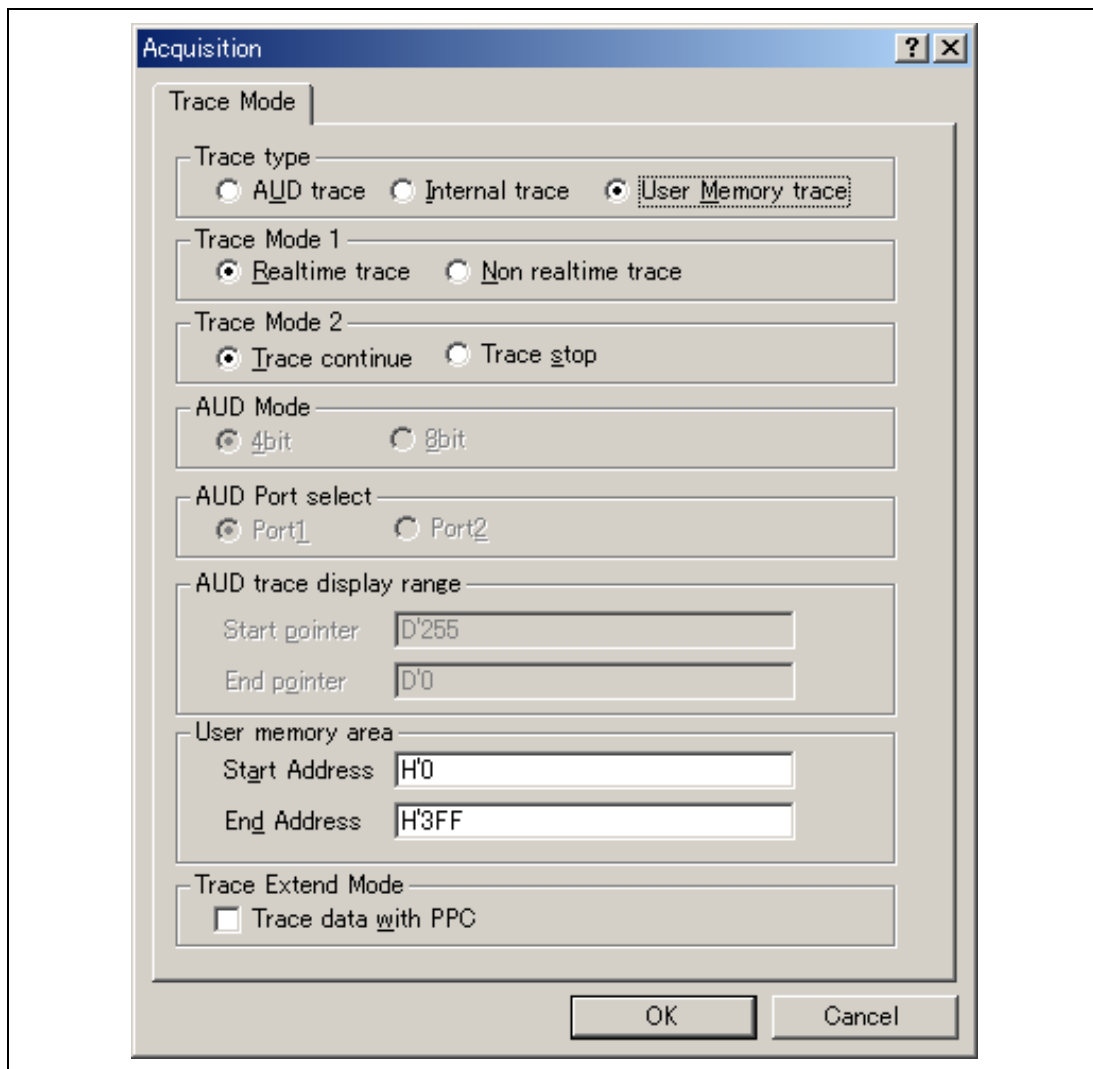 Acquisition
Trace Mode
Trace type
AUD trace Internal trace User Memory trace
Trace Mode 1
Realtime trace Non realtime trace
Trace Mode 2
Trace continue Trace stop
AUD Mode
4bit 8bit
AUD Port select
Port1 Port2
AUD trace display range
Start pointer D'255
End pointer D'0
User memory area
Start Address H'0
End Address H'3FF
Trace Extend Mode
Trace data with PPC
OK Cancel